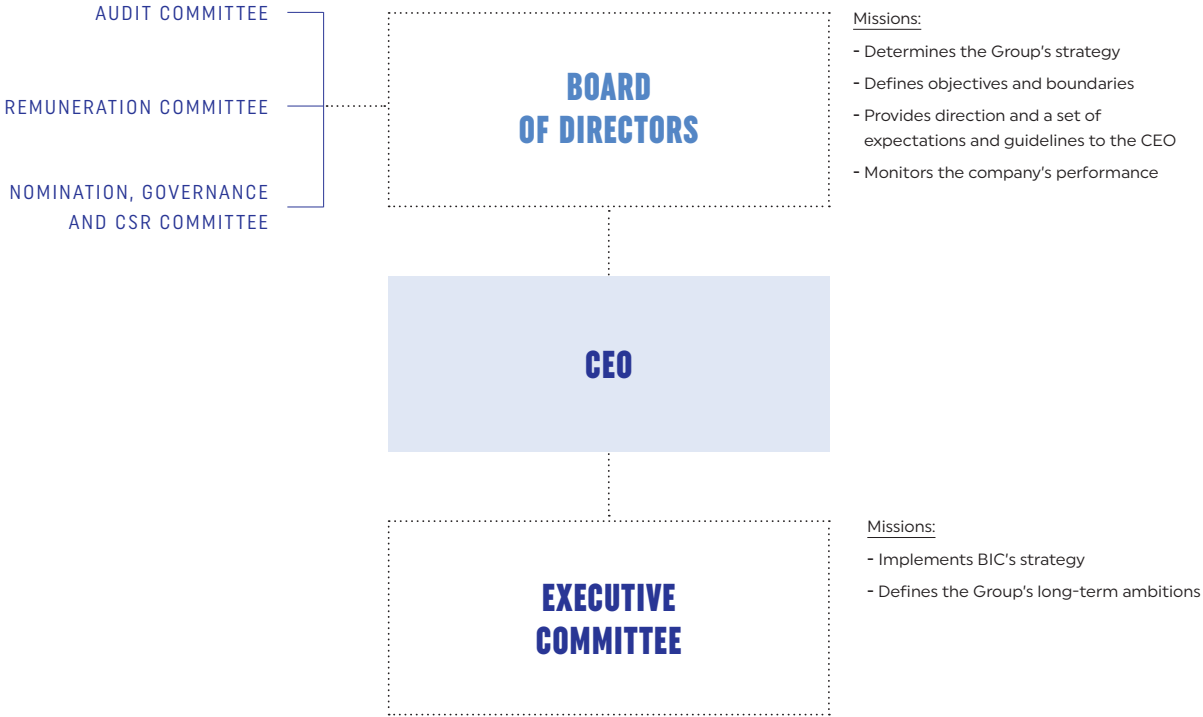 AUDIT COMMITTEE
REMUNERATION COMMITTEE
NOMINATION, GOVERNANCE
AND CSR COMMITTEE
BOARD
OF DIRECTORS
Missions:
- Determines the Group's strategy
- Defines objectives and boundaries
- Provides direction and a set of
expectations and guidelines to the CEO
- Monitors the company's performance
CEO
EXECUTIVE
COMMITTEE
Missions:
- Implements BIC's strategy
- Defines the Group's long-term ambitions